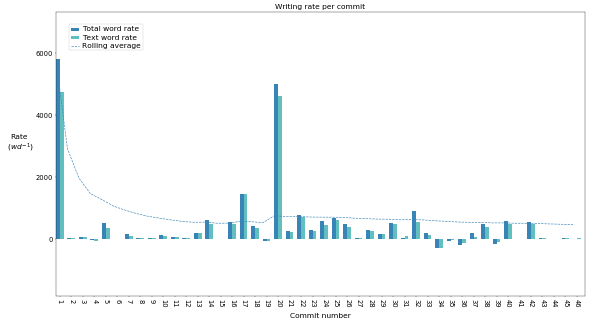 Writing rate per commit
Total word rate
Text word rate
Rolling average
6000
4000
2000
0
Rate
(wd⁻¹)
1 2 3 4 5 6 7 8 9 10 11 12 13 14 15 16 17 18 19 20 21 22 23 24 25 26 27 28 29 30 31 32 33 34 35 36 37 38 39 40 41 42 43 44 45 46
Commit number